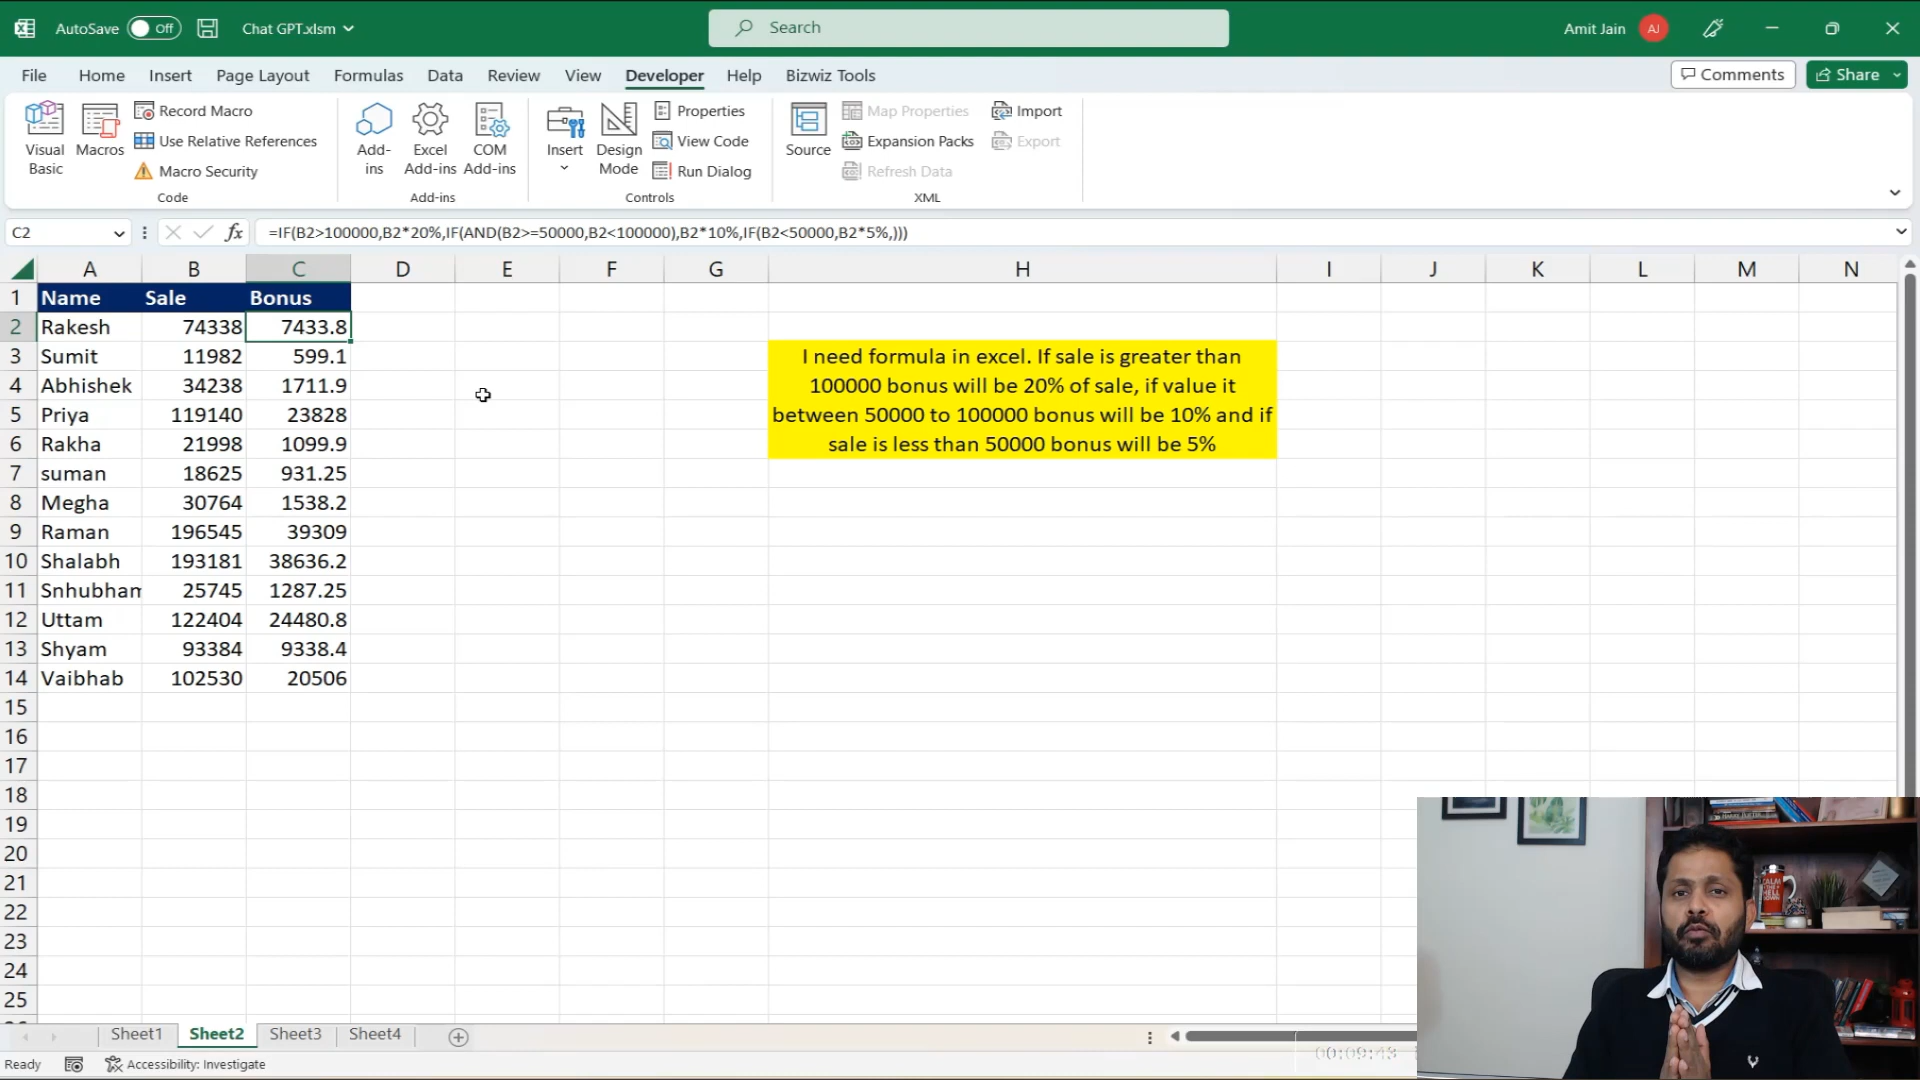 AutoSave Off Chat GPT.xlsm Search Amit Jain AJ
File Home Insert Page Layout Formulas Data Review View Developer Help Bizwiz Tools Comments Share
Visual Basic
Macros
Record Macro
Use Relative References
Macro Security
Code
Add-ins
Excel Add-ins
COM Add-ins
Add-ins
Insert
Design Mode
Properties
View Code
Run Dialog
Controls
Source
Map Properties
Expansion Packs
Refresh Data
Import
Export
XML
C2 fx =IF(B2>100000,B2*20%,IF(AND(B2>=50000,B2<100000),B2*10%,IF(B2<50000,B2*5%,)))
A B C D E F G H I J K L M N
1 Name Sale Bonus
2 Rakesh 74338 7433.8
3 Sumit 11982 599.1
4 Abhishek 34238 1711.9
5 Priya 119140 23828
6 Rakha 21998 1099.9
7 suman 18625 931.25
8 Megha 30764 1538.2
9 Raman 196545 39309
10 Shalabh 193181 38636.2
11 Snhubham 25745 1287.25
12 Uttam 122404 24480.8
13 Shyam 93384 9338.4
14 Vaibhab 102530 20506
15
16
17
18
19
20
21
22
23
24
25
I need formula in excel. If sale is greater than
100000 bonus will be 20% of sale, if value it
between 50000 to 100000 bonus will be 10% and if
sale is less than 50000 bonus will be 5%
Sheet1 Sheet2 Sheet3 Sheet4
Ready Accessibility: Investigate
00:09:43